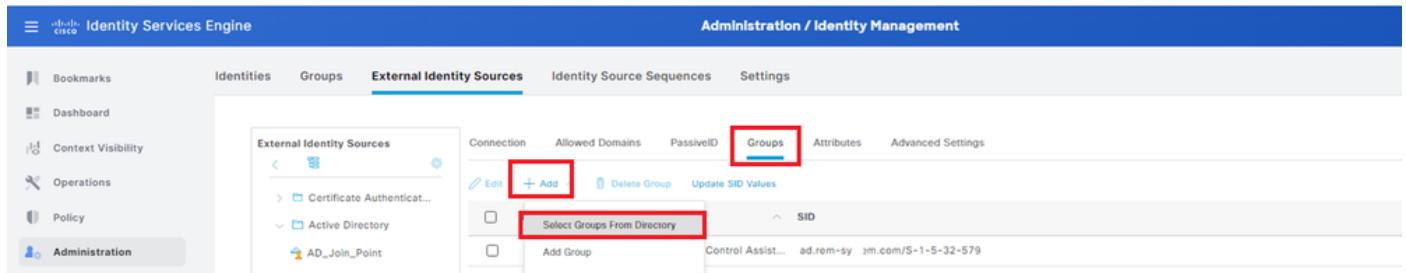 cisco Identity Services Engine
Administration / Identity Management
Bookmarks
Dashboard
Context Visibility
Operations
Policy
Administration
Identities Groups External Identity Sources Identity Source Sequences Settings
External Identity Sources
Certificate Authenticat...
Active Directory
AD_Join_Point
Connection Allowed Domains PassiveID Groups Attributes Advanced Settings
Edit + Add Delete Group Update SID Values
SID
Select Groups From Directory
Add Group
Control Assist... ad.rem-sy em.com/S-1-5-32-579